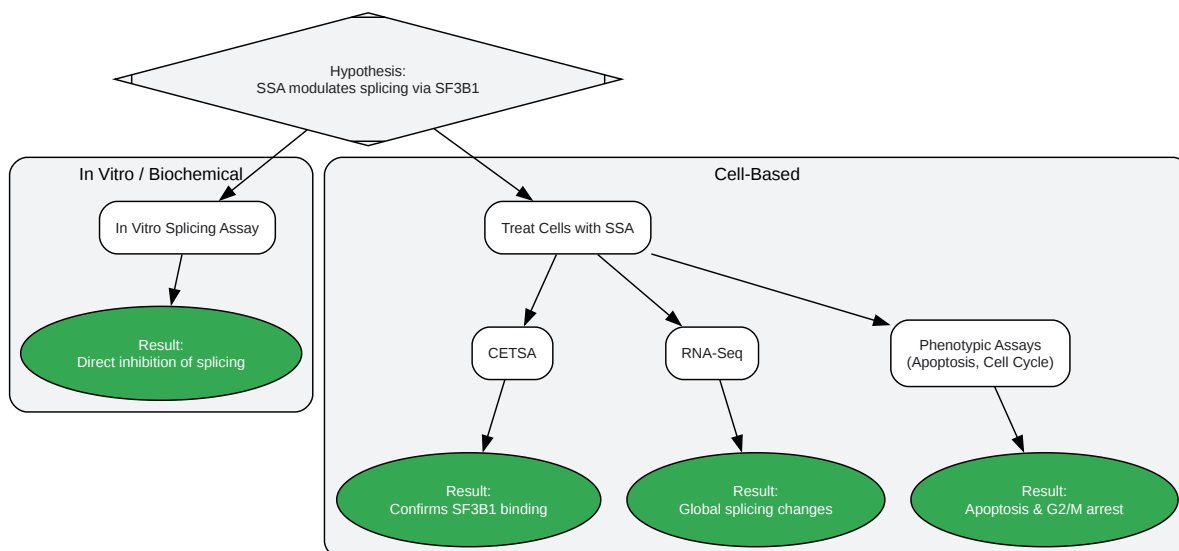 Hypothesis:
SSA modulates splicing via SF3B1
In Vitro / Biochemical
In Vitro Splicing Assay
Result:
Direct inhibition of splicing
Cell-Based
Treat Cells with SSA
CETSA
RNA-Seq
Phenotypic Assays
(Apoptosis, Cell Cycle)
Result:
Confirms SF3B1 binding
Result:
Global splicing changes
Result:
Apoptosis & G2/M arrest